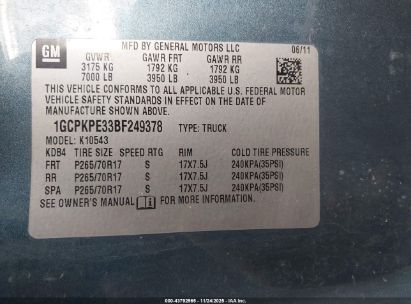 GM
MFD BY GENERAL MOTORS LLC
06/11
GVWR GAWR FRT GAWR RR
3175 KG 1792 KG 1792 KG
7000 LB 3950 LB 3950 LB
THIS VEHICLE CONFORMS TO ALL APPLICABLE U.S. FEDERAL MOTOR
VEHICLE SAFETY STANDARDS IN EFFECT ON THE DATE OF
MANUFACTURE SHOWN ABOVE.
1GCPKPE33BF249378 TYPE: TRUCK
MODEL: K10543
KDB4 TIRE SIZE SPEED RTG RIM COLD TIRE PRESSURE
FRT P265/70R17 S 17X7.5J 240KPA(35PSI)
RR P265/70R17 S 17X7.5J 240KPA(35PSI)
SPA P265/70R17 S 17X7.5J 240KPA(35PSI)
SEE OWNER'S MANUAL FOR MORE INFORMATION.